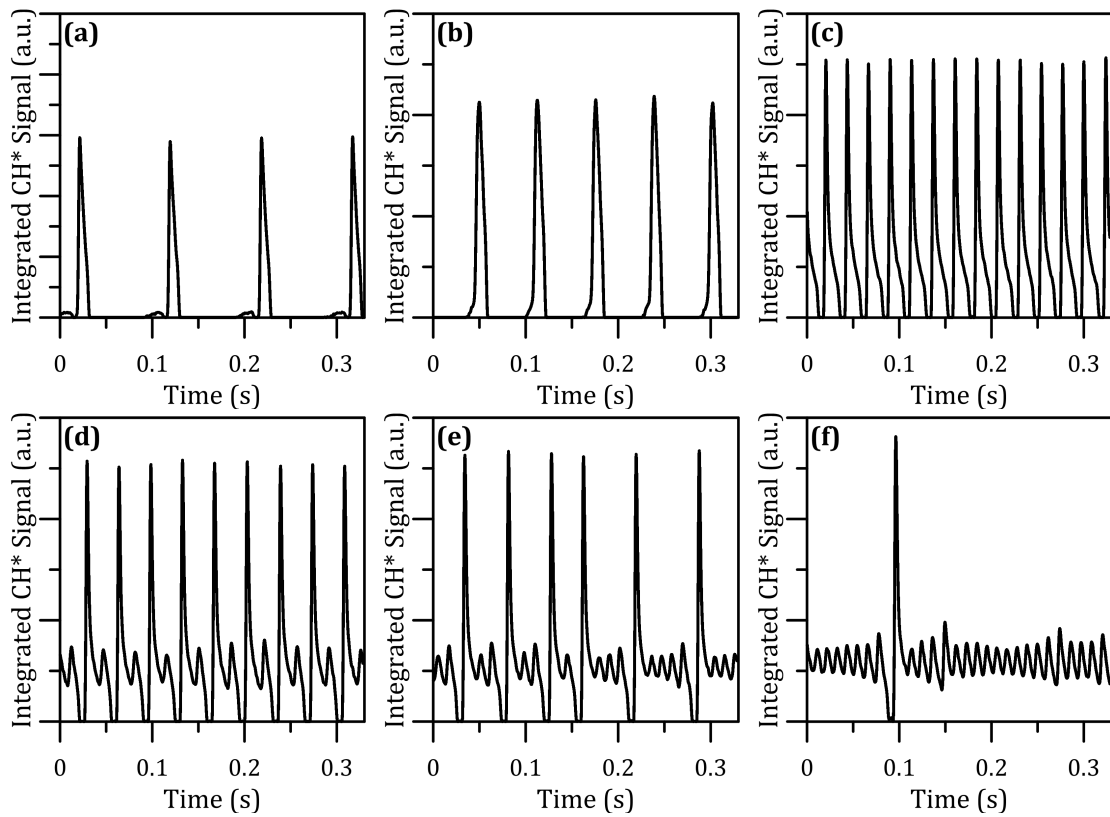 (a)
Integrated CH* Signal (a.u.)
0 0.1 0.2 0.3
Time (s)
(b)
Integrated CH* Signal (a.u.)
0 0.1 0.2 0.3
Time (s)
(c)
Integrated CH* Signal (a.u.)
0 0.1 0.2 0.3
Time (s)
(d)
Integrated CH* Signal (a.u.)
0 0.1 0.2 0.3
Time (s)
(e)
Integrated CH* Signal (a.u.)
0 0.1 0.2 0.3
Time (s)
(f)
Integrated CH* Signal (a.u.)
0 0.1 0.2 0.3
Time (s)